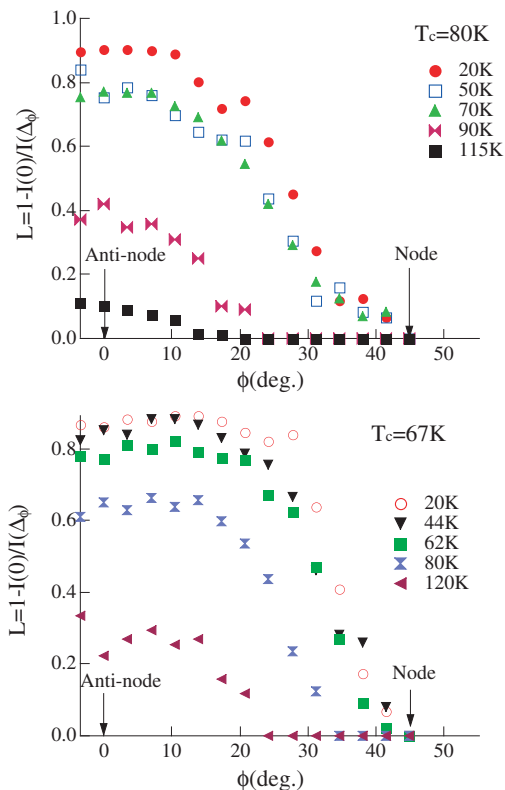 1.0
0.8
0.6
0.4
0.2
0.0
L=1-I(0)/I(Δϕ)
Tc=80K
20K
50K
70K
90K
115K
Anti-node
Node
0
10
20
30
40
50
ϕ(deg.)
0.8
0.6
0.4
0.2
0.0
L=1-I(0)/I(Δϕ)
Tc=67K
20K
44K
62K
80K
120K
Anti-node
Node
0
10
20
30
40
50
ϕ(deg.)